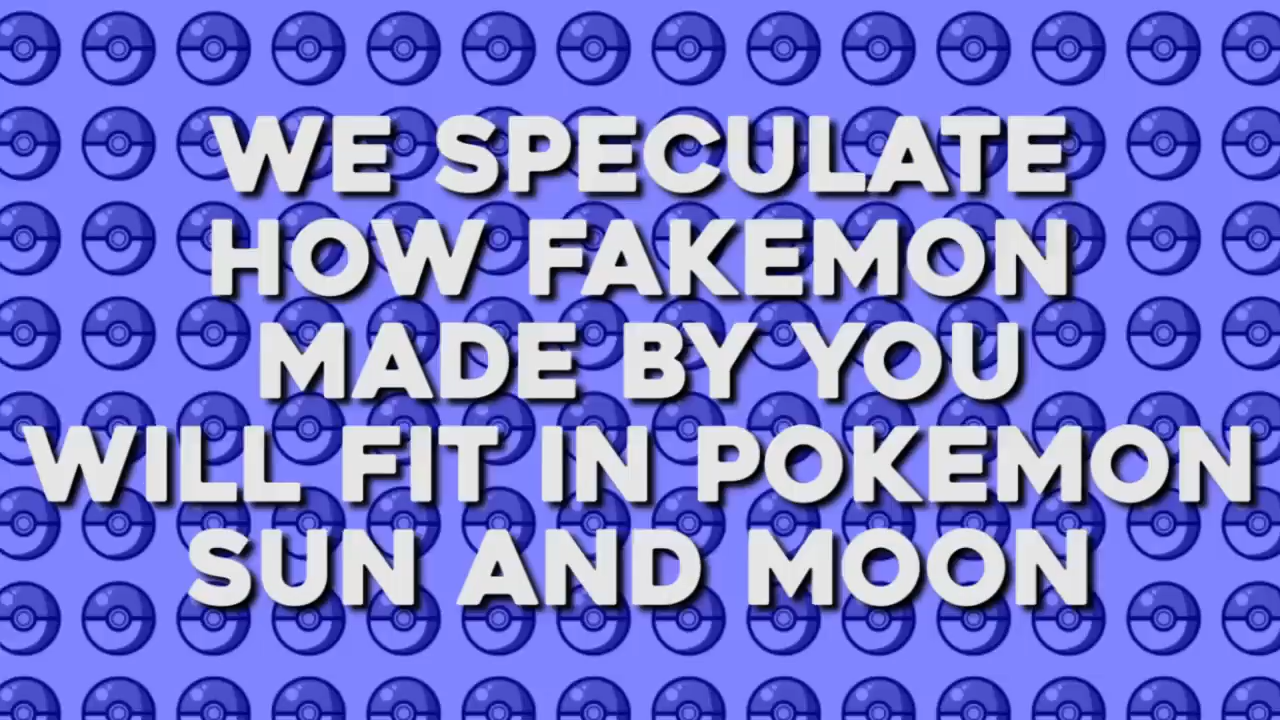 WE SPECULATE
HOW FAKEMON
MADE BY YOU
WILL FIT IN POKEMON
SUN AND MOON